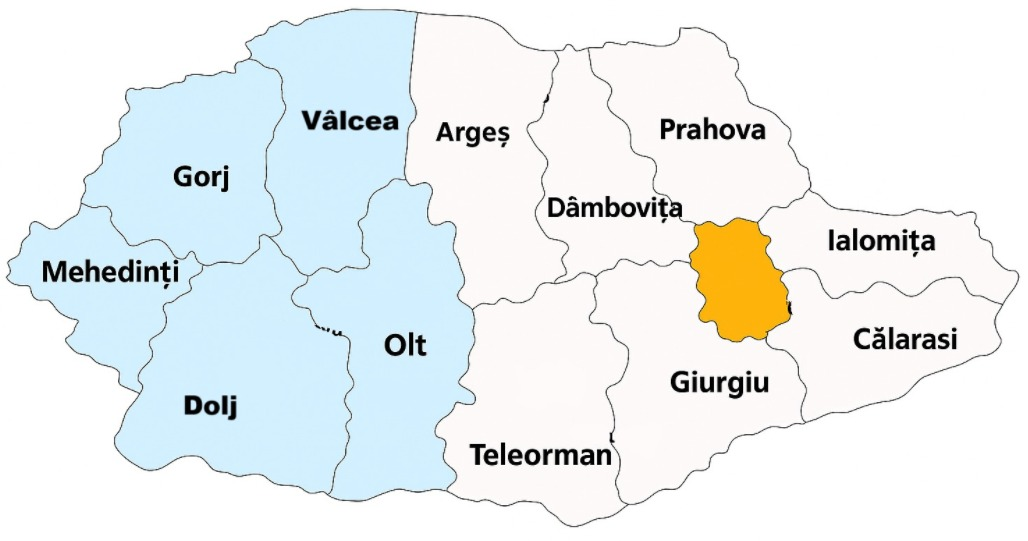 Vâlcea
Argeș
Prahova
Gorj
Dâmbovița
Ialomița
Mehedinți
Olt
Călarasi
Giurgiu
Dolj
Teleorman